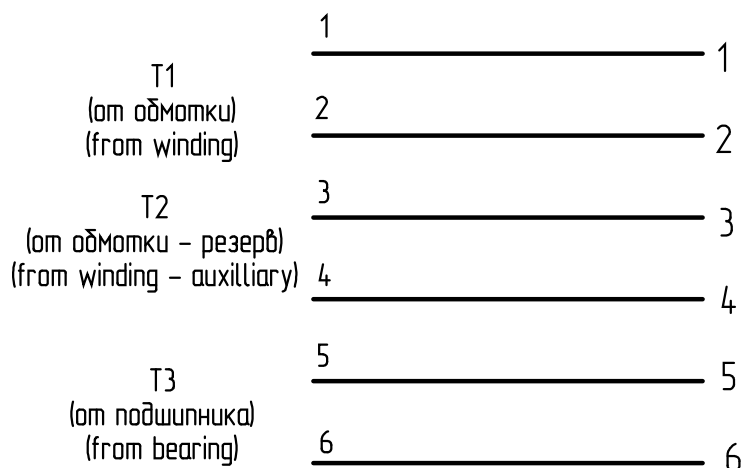 1
1
T1
(от обмотки)
(from winding)
2
2
3
3
T2
(от обмотки – резерв)
(from winding – auxilliary)
4
4
5
5
T3
(от подшипника)
(from bearing)
6
6